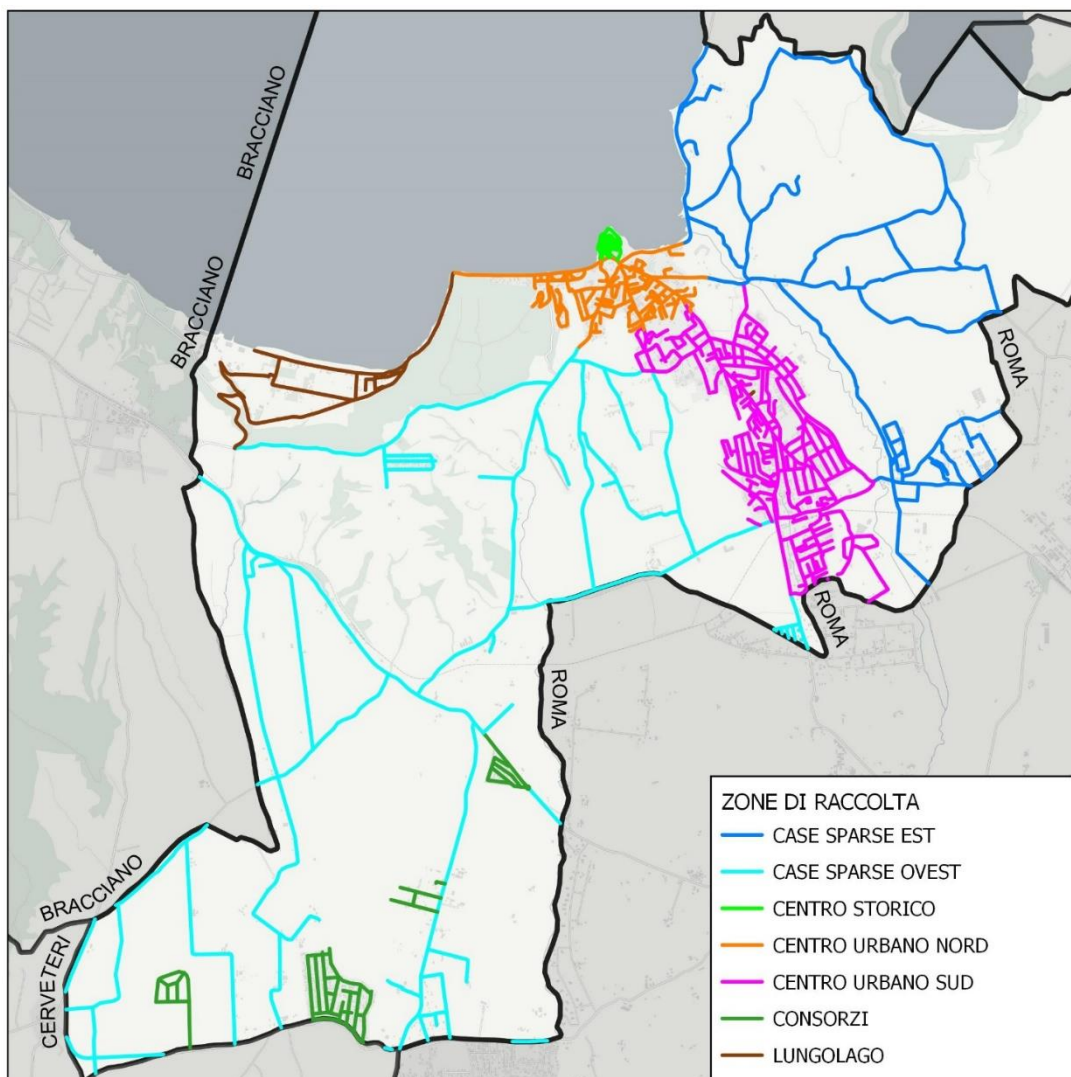 BRACCIANO
BRACCIANO
ROMA
ROMA
ROMA
BRACCIANO
CERVETERI
ZONE DI RACCOLTA
CASE SPARSE EST
CASE SPARSE OVEST
CENTRO STORICO
CENTRO URBANO NORD
CENTRO URBANO SUD
CONSORZI
LUNGOLAGO